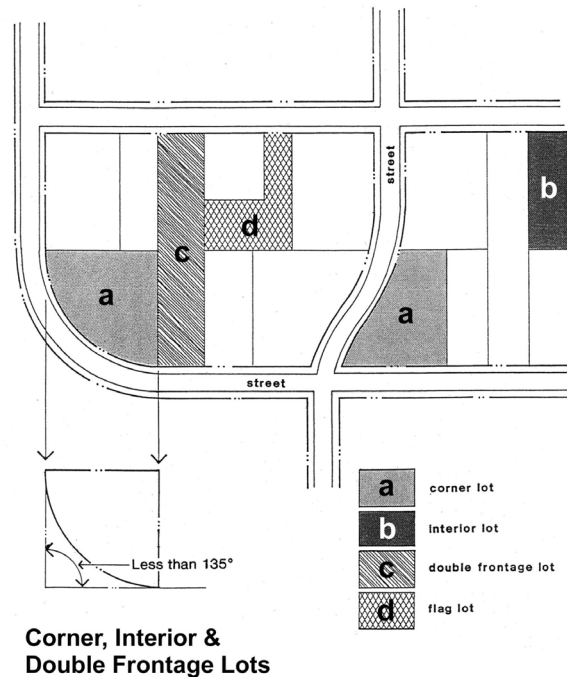 street
b
d
c
a
a
street
a corner lot
b interior lot
c double frontage lot
d flag lot
Less than 135°
Corner, Interior &
Double Frontage Lots